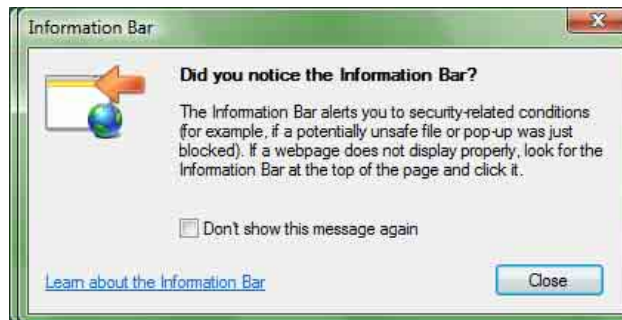 Information Bar
Did you notice the Information Bar?
The Information Bar alerts you to security-related conditions
(for example, if a potentially unsafe file or pop-up was just
blocked). If a webpage does not display properly, look for the
Information Bar at the top of the page and click it.
Don't show this message again
Learn about the Information Bar
Close